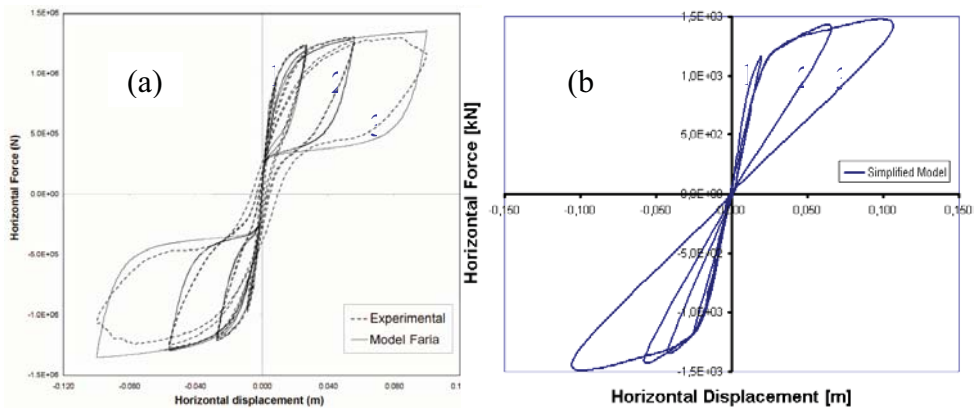 (a)
1.5E+06
1.0E+06
5.0E+05
0.0E+00
-5.0E+05
-1.0E+06
-1.5E+06
Horizontal Force (N)
-0.120
-0.080
-0.040
0.000
0.040
0.080
0.1
Horizontal displacement (m)
Experimental
Model Faria
(b
1,5E+03
1,0E+03
5,0E+02
0,0E+00
-5,0E+02
-1,0E+03
-1,5E+03
Horizontal Force [kN]
-0,150
-0,100
-0,050
0,000
0,050
0,100
0,150
Horizontal Displacement [m]
Simplified Model